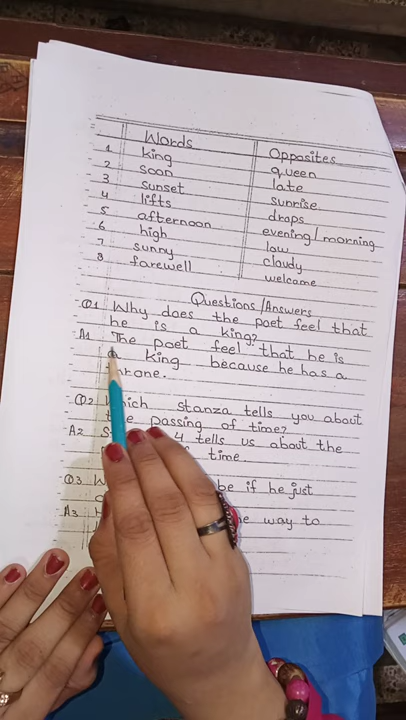 Words Opposites
1 king queen
2 soon late
3 sunset sunrise
4 lifts drops
5 afternoon evening/morning
6 high low
7 sunny cloudy
8 farewell welcome
Questions/Answers
Q1 Why does the poet feel that
he is a king?
A1 The poet feel that he is
a king because he has a
throne.
Q2 Which stanza tells you about
the passing of time?
A2 4 tells us about the
time
Q3 be if he just
A3 way to